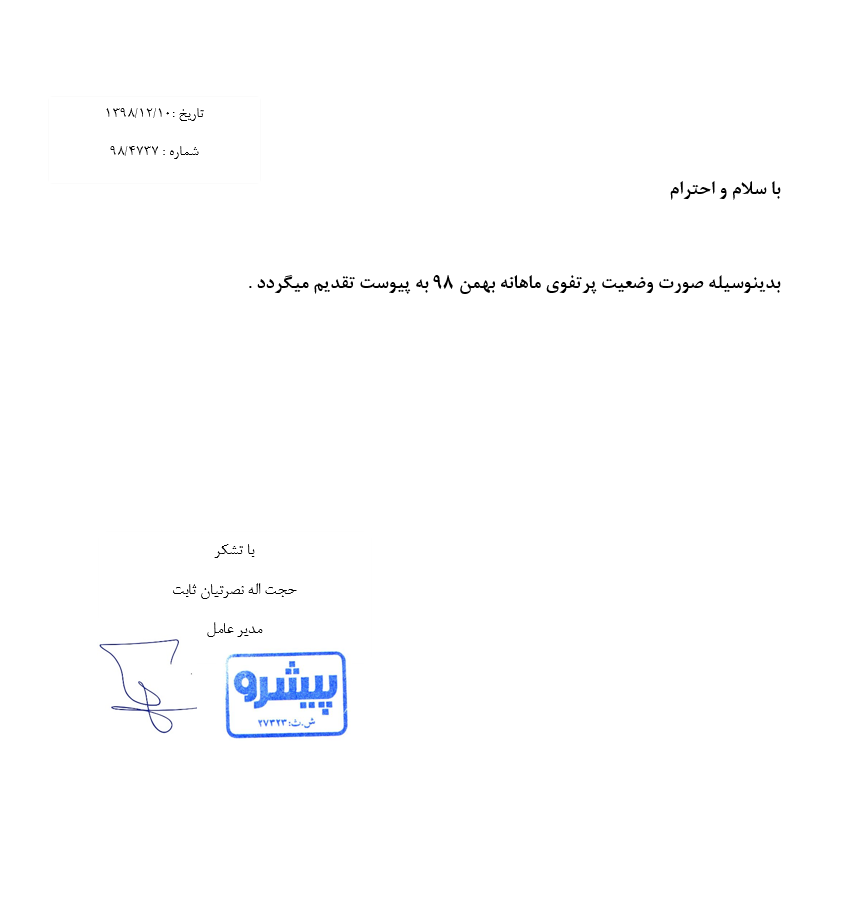 تاریخ :۱۳۹۸/۱۲/۱۰
شماره : ۹۸/۴۷۳۷
با سلام و احترام
بدینوسیله صورت وضعیت پرتفوی ماهانه بهمن ۹۸ به پیوست تقدیم میگردد .
با تشکر
حجت اله نصرتیان ثابت
مدیر عامل
پیشرو
ش.ث: ۲۷۳۲۳